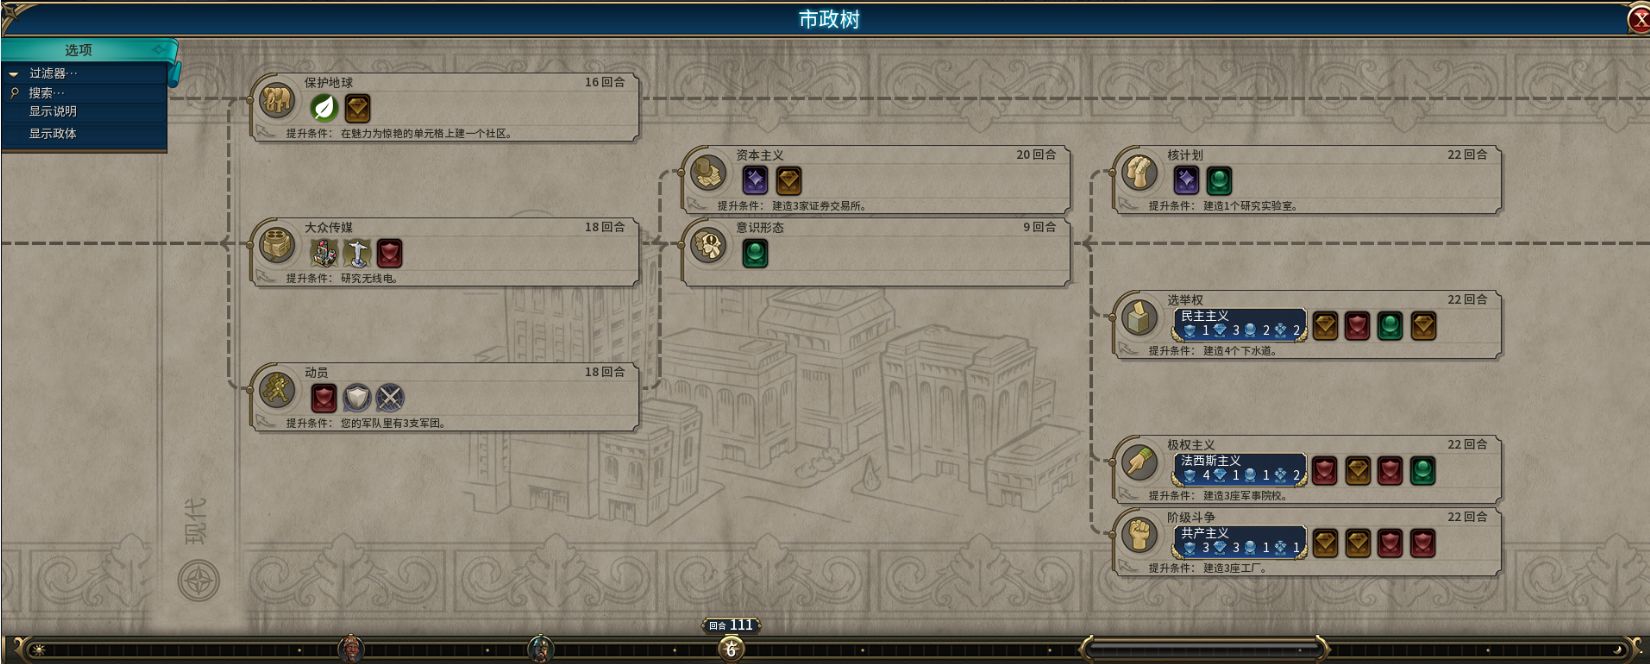 市政树
X
选项
过滤器…
搜索…
显示说明
显示政体
保护地球 16回合
提升条件： 在魅力为惊艳的单元格上建一个社区。
大众传媒 18回合
提升条件： 研究无线电。
动员 18回合
提升条件： 您的军队里有3支军团。
资本主义 20回合
提升条件： 建造3家证券交易所。
意识形态 9回合
核计划 22回合
提升条件： 建造1个研究实验室。
选举权 22回合
民主主义
1 3 2 2
提升条件： 建造4个下水道。
极权主义 22回合
法西斯主义
4 1 1 2
提升条件： 建造3座军事院校。
阶级斗争 22回合
共产主义
3 3 1 1
提升条件： 建造3座工厂。
现代
回合 111
6